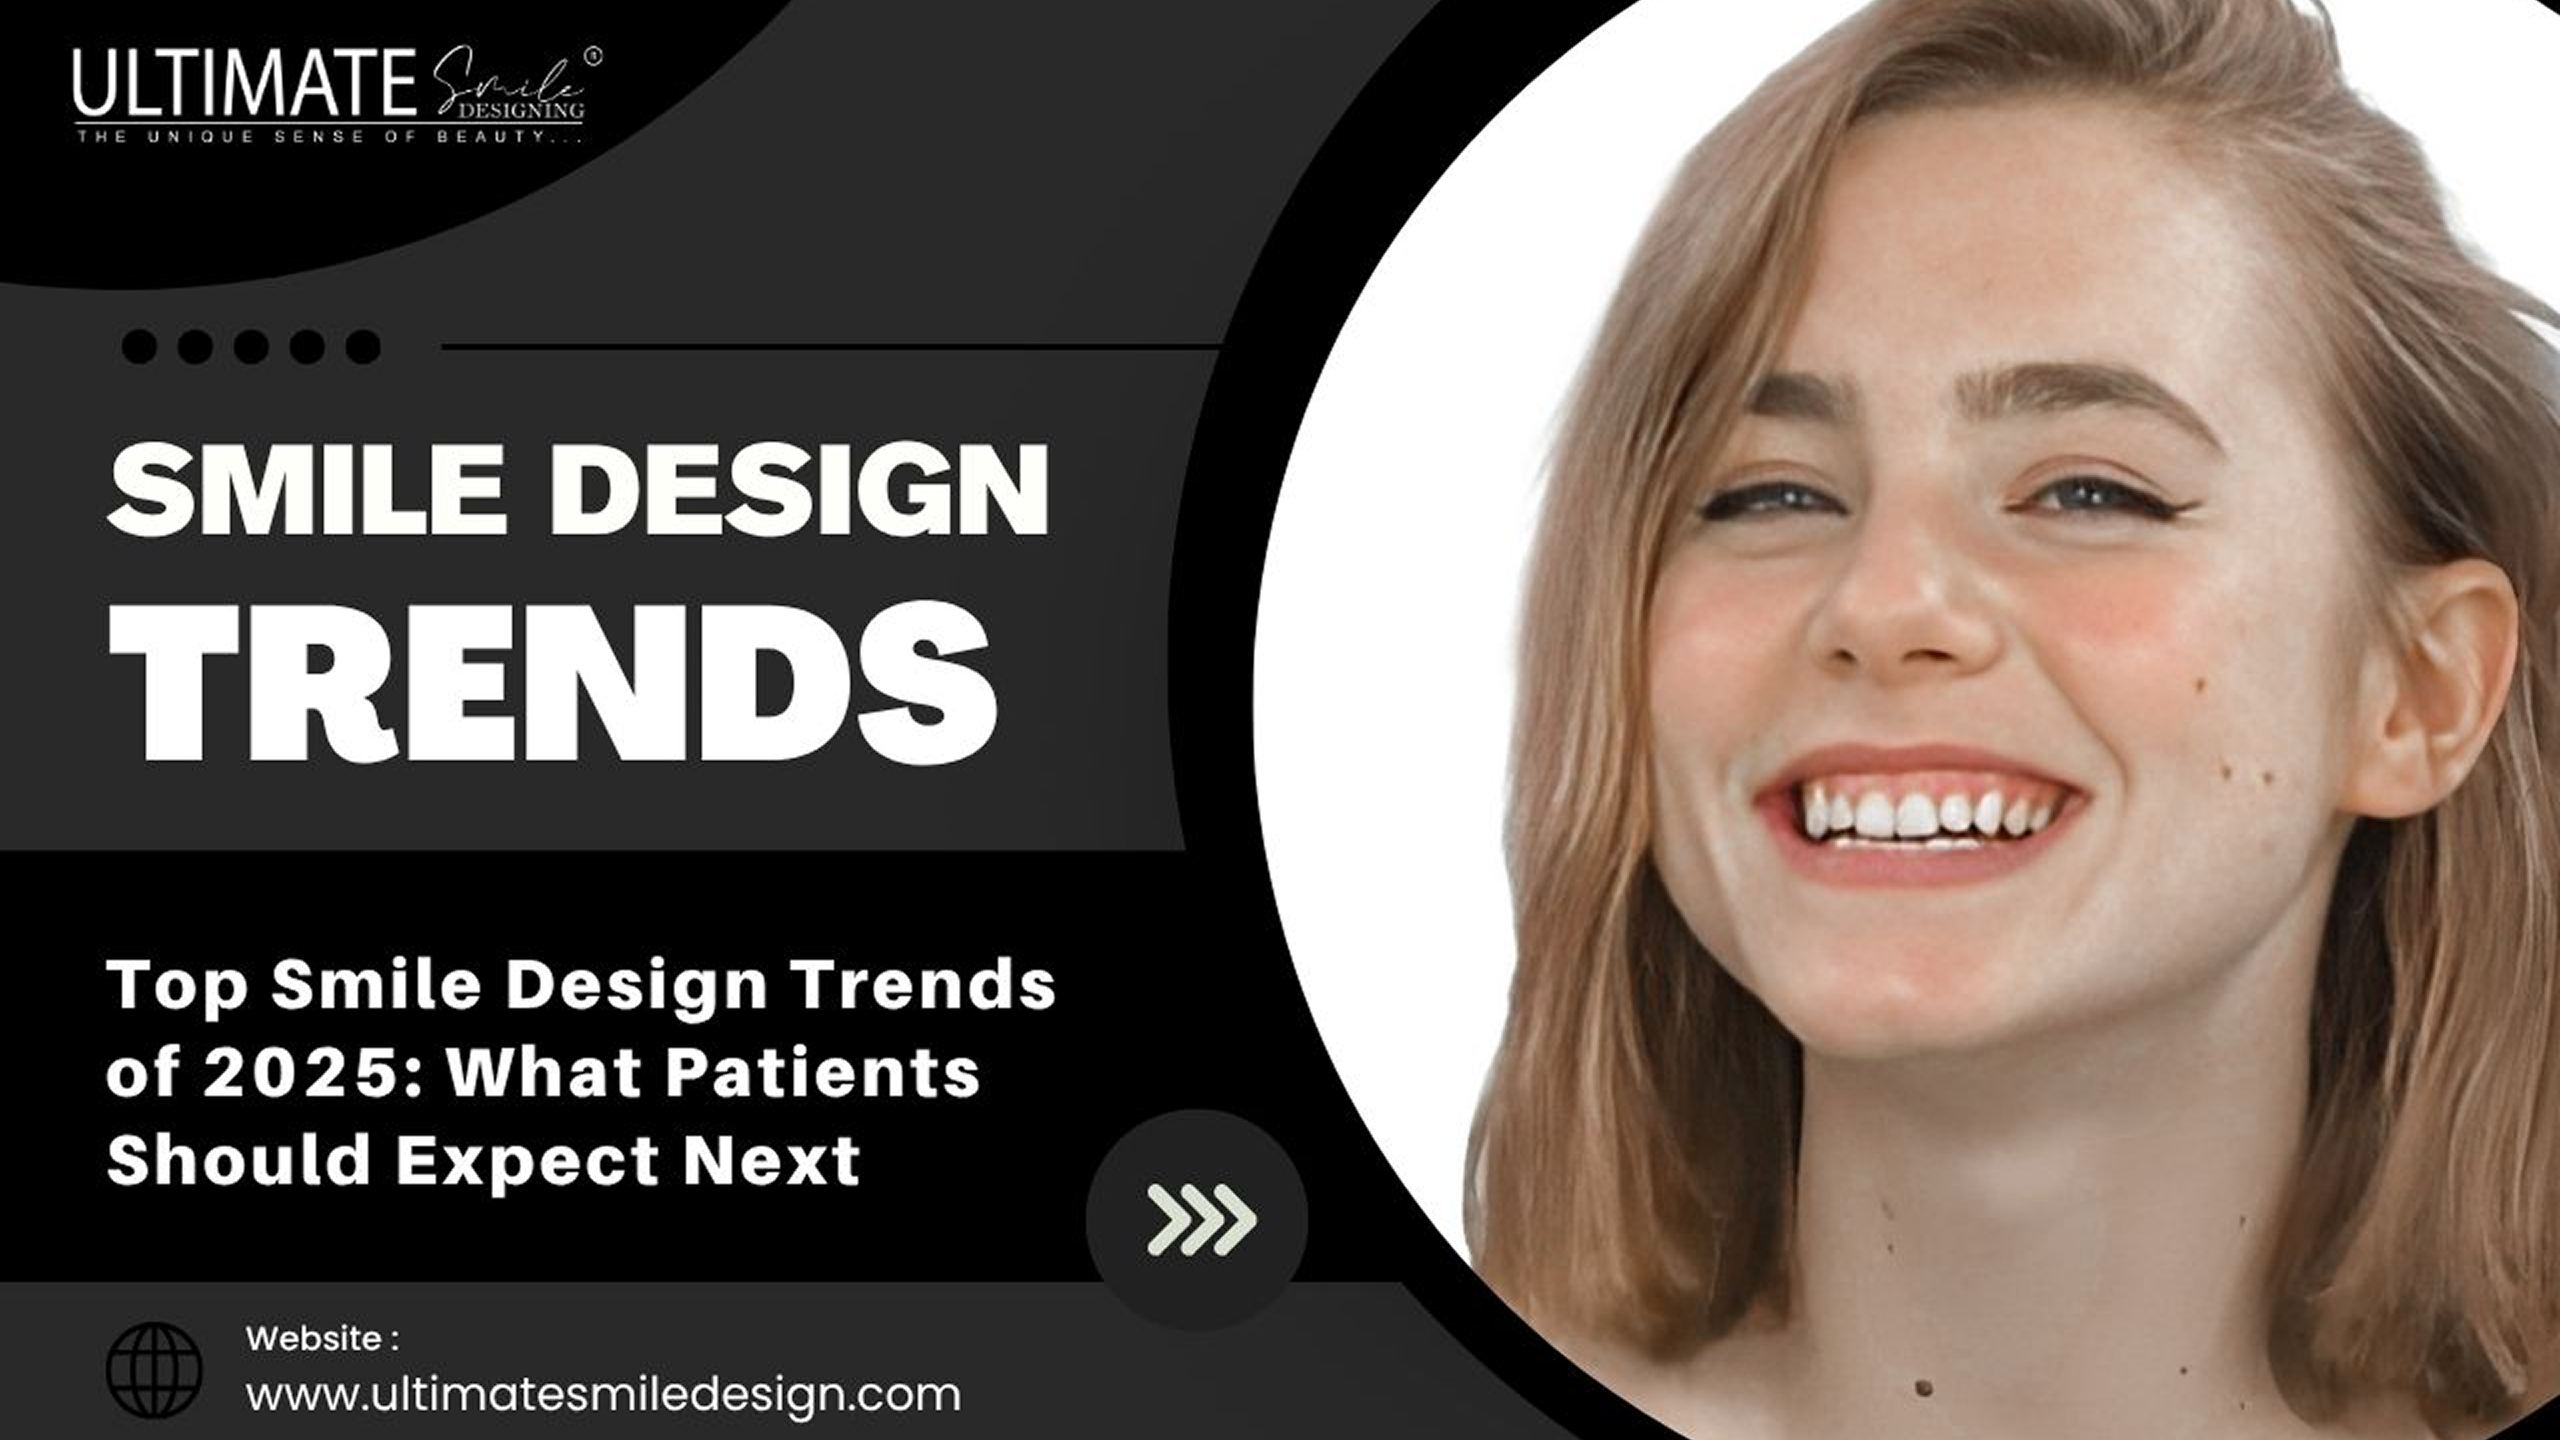 ULTIMATE Smile ®
DESIGNING
THE UNIQUE SENSE OF BEAUTY...
SMILE DESIGN
TRENDS
Top Smile Design Trends
of 2025: What Patients
Should Expect Next
Website :
www.ultimatesmiledesign.com